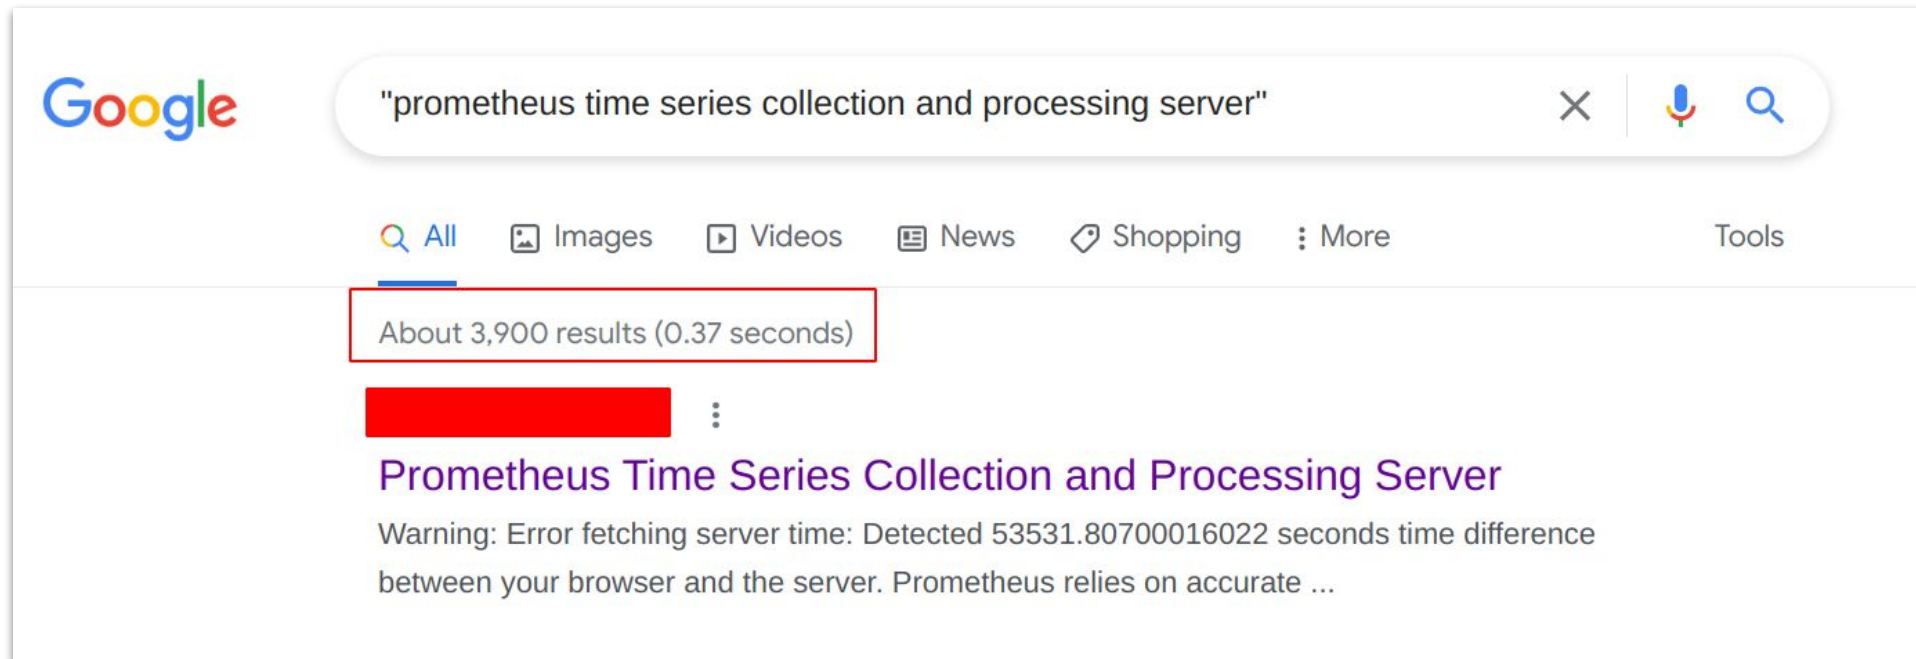 Google
"prometheus time series collection and processing server"
All Images Videos News Shopping More Tools
About 3,900 results (0.37 seconds)
Prometheus Time Series Collection and Processing Server
Warning: Error fetching server time: Detected 53531.80700016022 seconds time difference
between your browser and the server. Prometheus relies on accurate ...